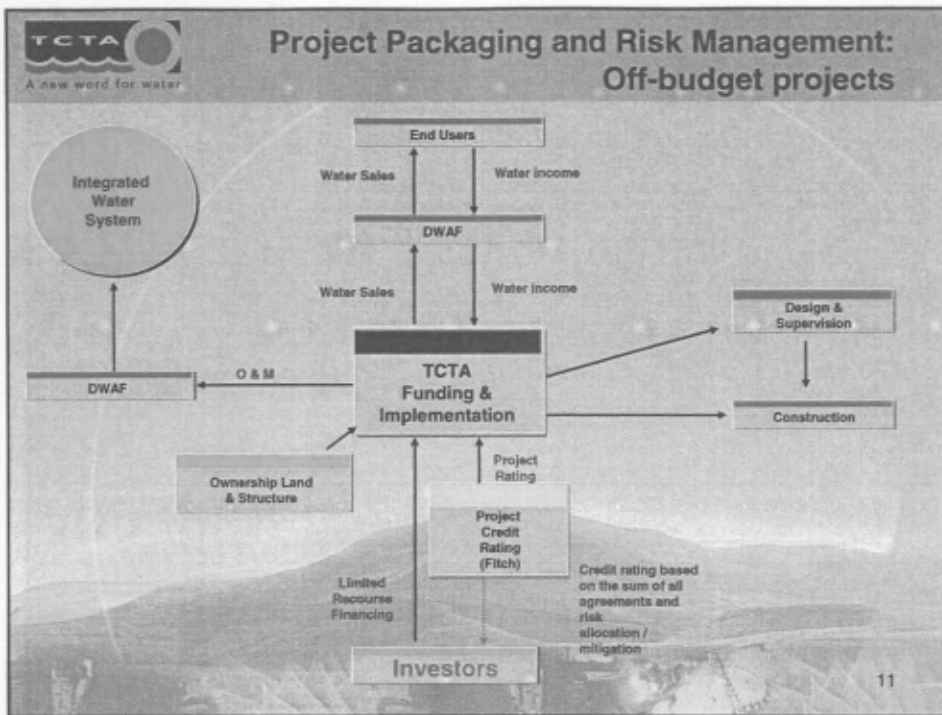 TCTA
A new word for water
Project Packaging and Risk Management:
Off-budget projects
End Users
Water Sales
Water income
Integrated
Water
System
DWAF
Water Sales
Water income
Design &
Supervision
TCTA
Funding &
Implementation
O & M
DWAF
Construction
Ownership Land
& Structure
Project
Rating
Project
Credit
Rating
(Fitch)
Limited
Recourse
Financing
Credit rating based
on the sum of all
agreements and
risk
allocation /
mitigation
Investors
11